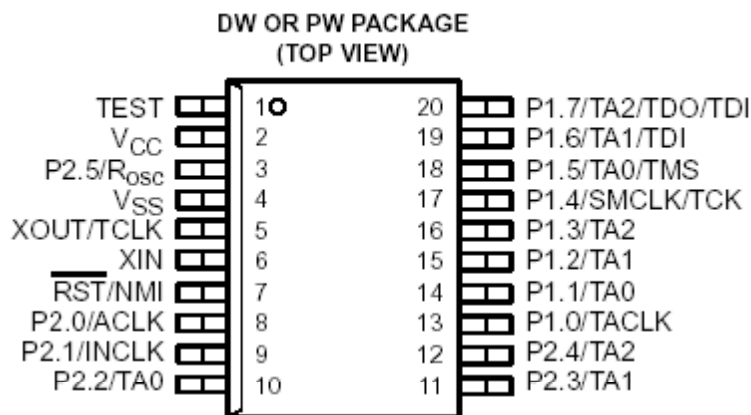 DW OR PW PACKAGE
(TOP VIEW)
TEST 1 20 P1.7/TA2/TDO/TDI
VCC 2 19 P1.6/TA1/TDI
P2.5/Rosc 3 18 P1.5/TA0/TMS
VSS 4 17 P1.4/SMCLK/TCK
XOUT/TCLK 5 16 P1.3/TA2
XIN 6 15 P1.2/TA1
RST/NMI 7 14 P1.1/TA0
P2.0/ACLK 8 13 P1.0/TACLK
P2.1/INCLK 9 12 P2.4/TA2
P2.2/TA0 10 11 P2.3/TA1